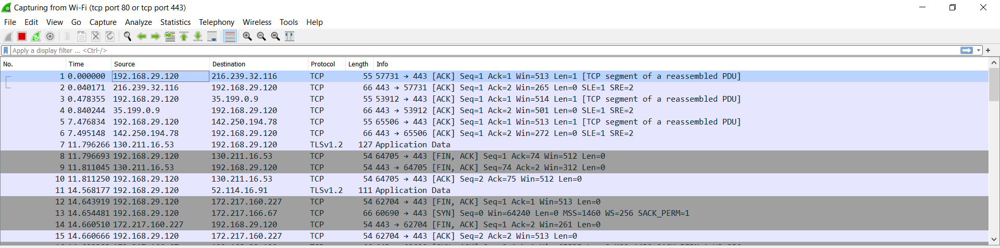 Capturing from Wi-Fi (tcp port 80 or tcp port 443)
File Edit View Go Capture Analyze Statistics Telephony Wireless Tools Help
Apply a display filter ... <Ctrl-/>
No. Time Source Destination Protocol Length Info
1 0.000000 192.168.29.120 216.239.32.116 TCP 55 57731 → 443 [ACK] Seq=1 Ack=1 Win=513 Len=1 [TCP segment of a reassembled PDU]
2 0.040171 216.239.32.116 192.168.29.120 TCP 66 443 → 57731 [ACK] Seq=1 Ack=2 Win=265 Len=0 SLE=1 SRE=2
3 0.478355 192.168.29.120 35.199.0.9 TCP 55 53912 → 443 [ACK] Seq=1 Ack=1 Win=514 Len=1 [TCP segment of a reassembled PDU]
4 0.840244 35.199.0.9 192.168.29.120 TCP 66 443 → 53912 [ACK] Seq=1 Ack=2 Win=501 Len=0 SLE=1 SRE=2
5 7.476834 192.168.29.120 142.250.194.78 TCP 55 65506 → 443 [ACK] Seq=1 Ack=1 Win=513 Len=1 [TCP segment of a reassembled PDU]
6 7.495148 142.250.194.78 192.168.29.120 TCP 66 443 → 65506 [ACK] Seq=1 Ack=2 Win=272 Len=0 SLE=1 SRE=2
7 11.796266 130.211.16.53 192.168.29.120 TLSv1.2 127 Application Data
8 11.796693 192.168.29.120 130.211.16.53 TCP 54 64705 → 443 [FIN, ACK] Seq=1 Ack=74 Win=512 Len=0
9 11.811045 130.211.16.53 192.168.29.120 TCP 54 443 → 64705 [FIN, ACK] Seq=74 Ack=2 Win=312 Len=0
10 11.811250 192.168.29.120 130.211.16.53 TCP 54 64705 → 443 [ACK] Seq=2 Ack=75 Win=512 Len=0
11 14.568177 192.168.29.120 52.114.16.91 TLSv1.2 111 Application Data
12 14.643919 192.168.29.120 172.217.160.227 TCP 54 62704 → 443 [FIN, ACK] Seq=1 Ack=1 Win=513 Len=0
13 14.654481 192.168.29.120 172.217.166.67 TCP 66 60690 → 443 [SYN] Seq=0 Win=64240 Len=0 MSS=1460 WS=256 SACK_PERM=1
14 14.660510 172.217.160.227 192.168.29.120 TCP 54 443 → 62704 [FIN, ACK] Seq=1 Ack=2 Win=261 Len=0
15 14.660666 192.168.29.120 172.217.160.227 TCP 54 62704 → 443 [ACK] Seq=2 Ack=2 Win=513 Len=0